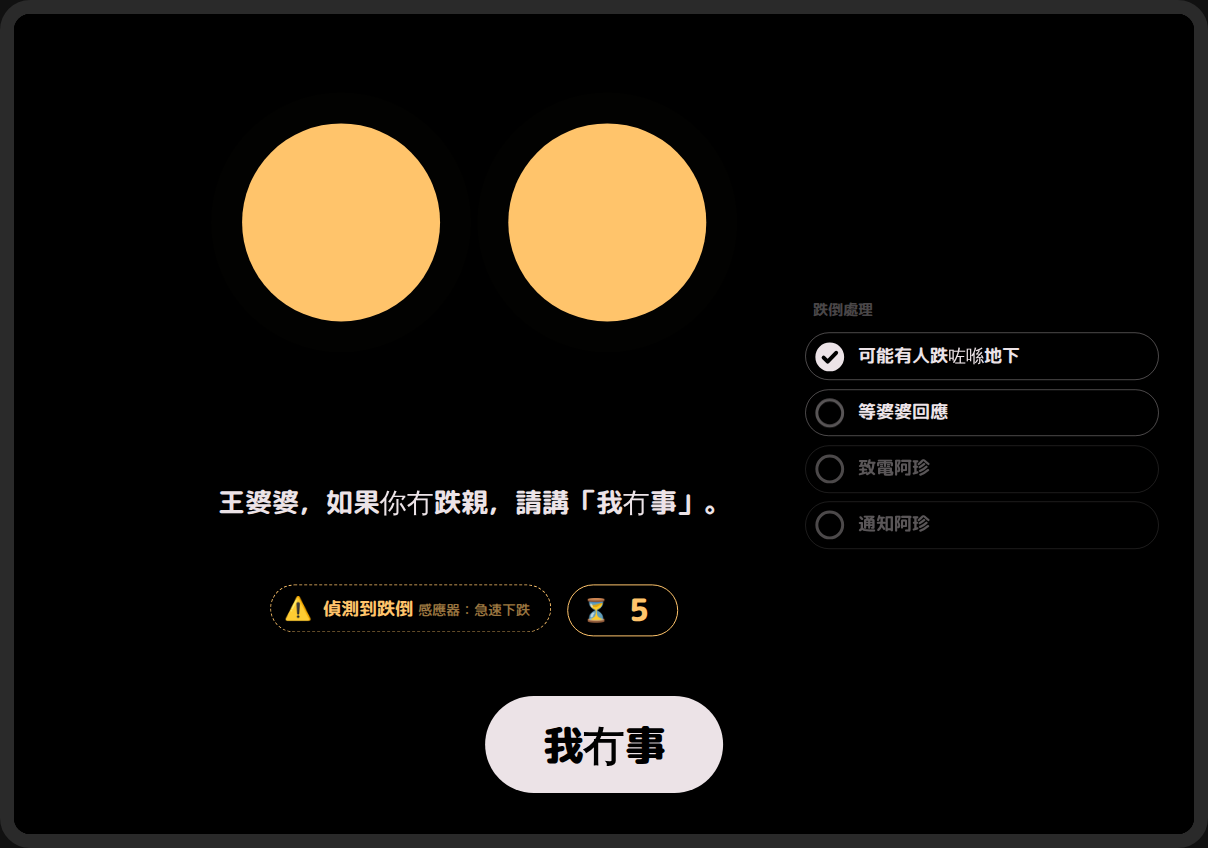 跌倒處理
可能有人跌咗喺地下
等婆婆回應
致電阿珍
通知阿珍
王婆婆，如果你冇跌親，請講「我冇事」。
⚠️ 偵測到跌倒 感應器：急速下跌
⏳ 5
我冇事